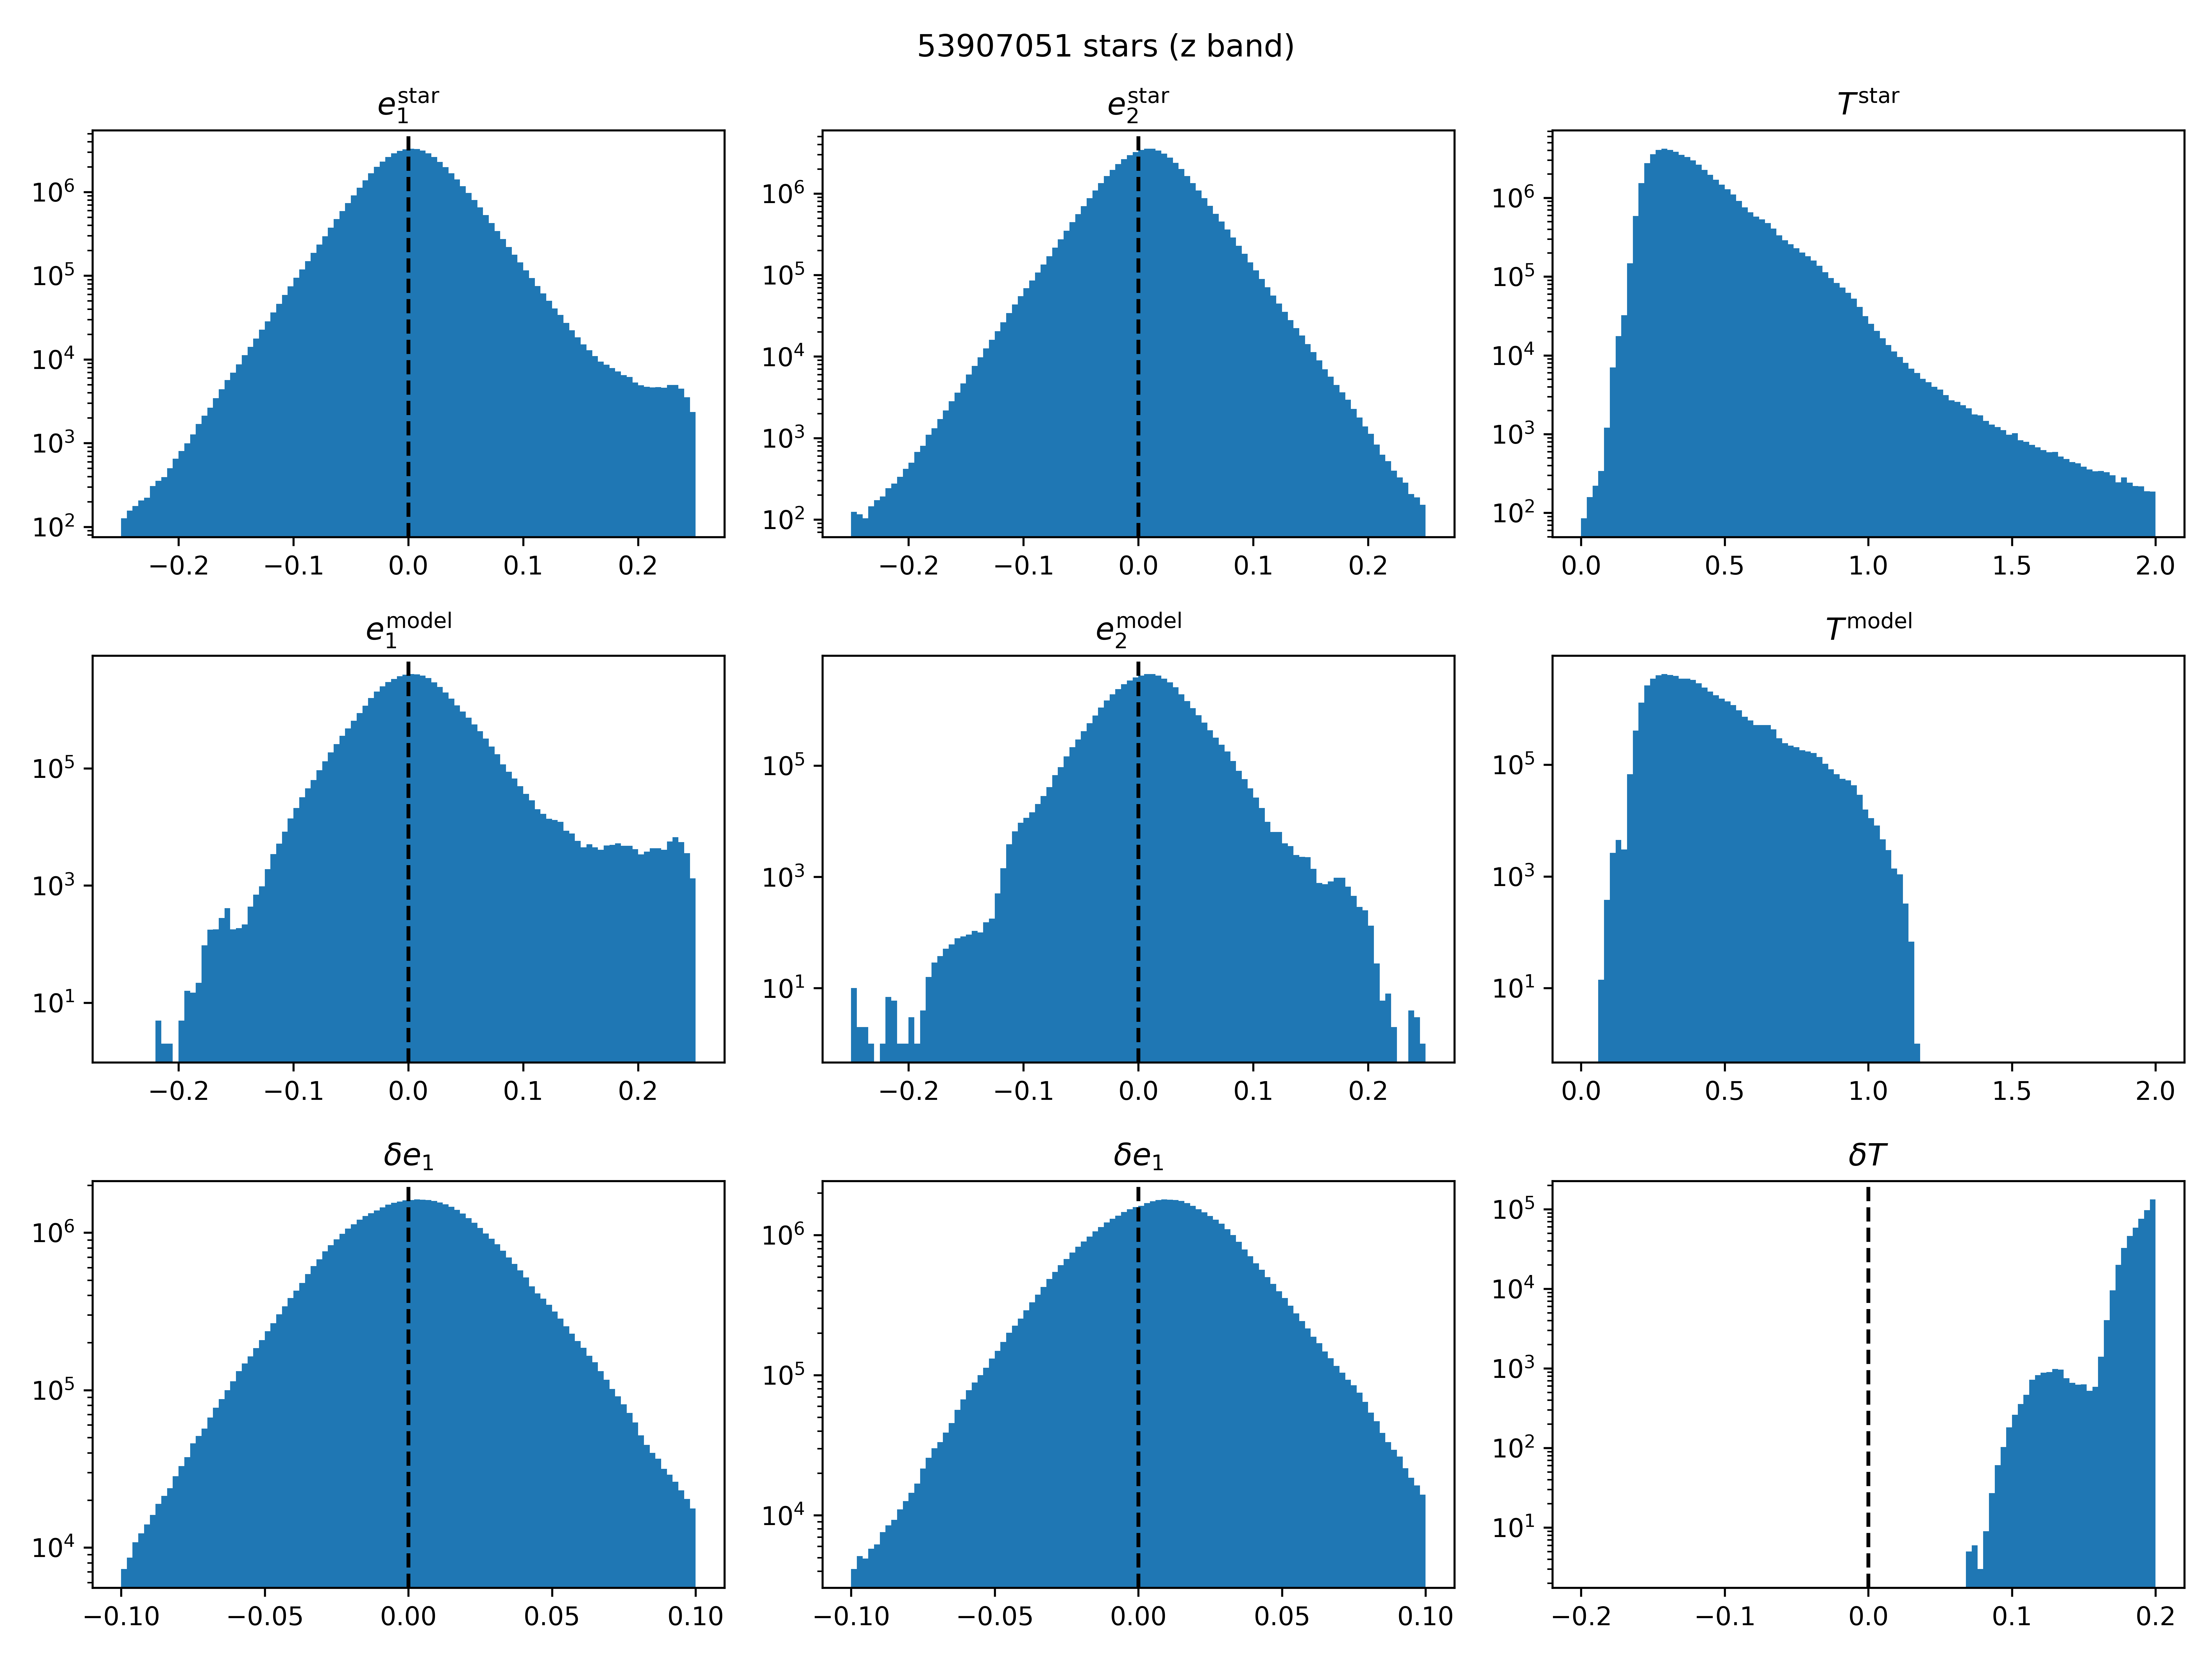 53907051 stars (z band)
e₁^star e₂^star T^star
10⁶ 10⁵ 10⁴ 10³ 10²
−0.2 −0.1 0.0 0.1 0.2
10⁶ 10⁵ 10⁴ 10³ 10²
−0.2 −0.1 0.0 0.1 0.2
10⁶ 10⁵ 10⁴ 10³ 10²
0.0 0.5 1.0 1.5 2.0
e₁^model e₂^model T^model
10⁵ 10³ 10¹
−0.2 −0.1 0.0 0.1 0.2
10⁵ 10³ 10¹
−0.2 −0.1 0.0 0.1 0.2
10⁵ 10³ 10¹
0.0 0.5 1.0 1.5 2.0
δe₁ δe₁ δT
10⁶ 10⁵ 10⁴
−0.10 −0.05 0.00 0.05 0.10
10⁶ 10⁵ 10⁴
−0.10 −0.05 0.00 0.05 0.10
10⁵ 10⁴ 10³ 10² 10¹
−0.2 −0.1 0.0 0.1 0.2